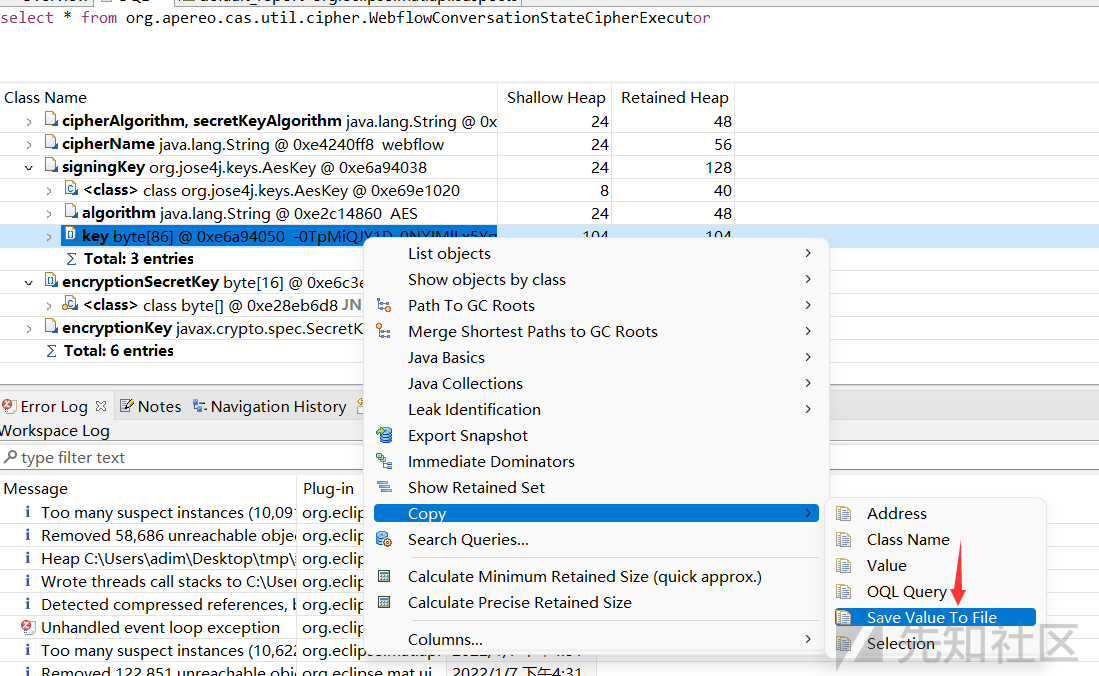 select * from org.apereo.cas.util.cipher.WebflowConversationStateCipherExecutor
Class Name Shallow Heap Retained Heap
cipherAlgorithm, secretKeyAlgorithm java.lang.String @ 0x 24 48
cipherName java.lang.String @ 0xe4240ff8 webflow 24 56
signingKey org.jose4j.keys.AesKey @ 0xe6a94038 24 128
<class> class org.jose4j.keys.AesKey @ 0xe69e1020 8 40
algorithm java.lang.String @ 0xe2c14860 AES 24 48
key byte[86] @ 0xe6a94050 104 104
Σ Total: 3 entries
encryptionSecretKey byte[16] @ 0xe6c3e
<class> class byte[] @ 0xe28eb6d8 JN
encryptionKey javax.crypto.spec.SecretK
Σ Total: 6 entries
List objects
Show objects by class
Path To GC Roots
Merge Shortest Paths to GC Roots
Java Basics
Java Collections
Leak Identification
Export Snapshot
Immediate Dominators
Show Retained Set
Copy
Search Queries...
Calculate Minimum Retained Size (quick approx.)
Calculate Precise Retained Size
Columns...
Address
Class Name
Value
OQL Query
Save Value To File
Selection
Error Log Notes Navigation History
Workspace Log
type filter text
Message Plug-in
Too many suspect instances (10,091 org.eclip
Removed 58,686 unreachable obje org.eclip
Heap C:\Users\adim\Desktop\tmp\ org.eclip
Wrote threads call stacks to C:\User org.eclip
Detected compressed references, org.eclip
Unhandled event loop exception org.eclip
Too many suspect instances (10,622
Removed 122,851 unreachable obje org.eclipse.mat.ui 2022/1/7 下午4:31
先知社区